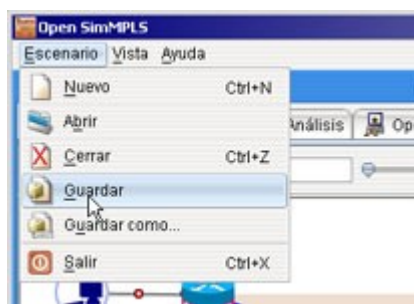 Open SimMPLS
Escenario Vista Ayuda
Nuevo Ctrl+N
Abrir
Cerrar Ctrl+Z
Guardar
Guardar como...
Salir Ctrl+X
Análisis
Op